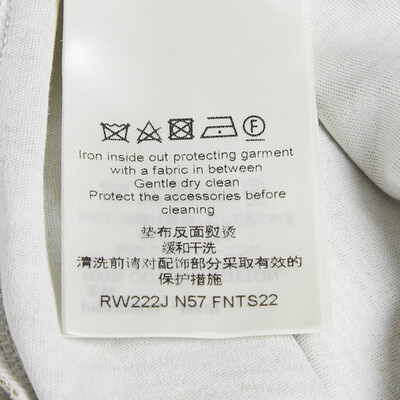 Iron inside out protecting garment
with a fabric in between
Gentle dry clean
Protect the accessories before
cleaning
垫布反面熨烫
缓和干洗
清洗前请对配饰部分采取有效的
保护措施
RW222J N57 FNTS22